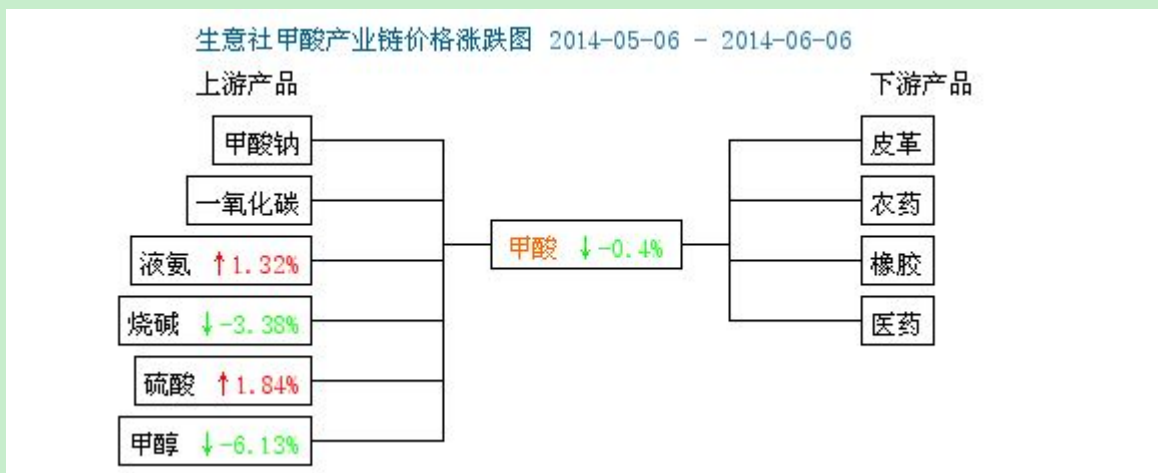 生意社甲酸产业链价格涨跌图 2014-05-06 - 2014-06-06
上游产品
下游产品
甲酸钠
皮革
一氧化碳
农药
甲酸 ↓-0.4%
液氨 ↑1.32%
橡胶
烧碱 ↓-3.38%
医药
硫酸 ↑1.84%
甲醇 ↓-6.13%